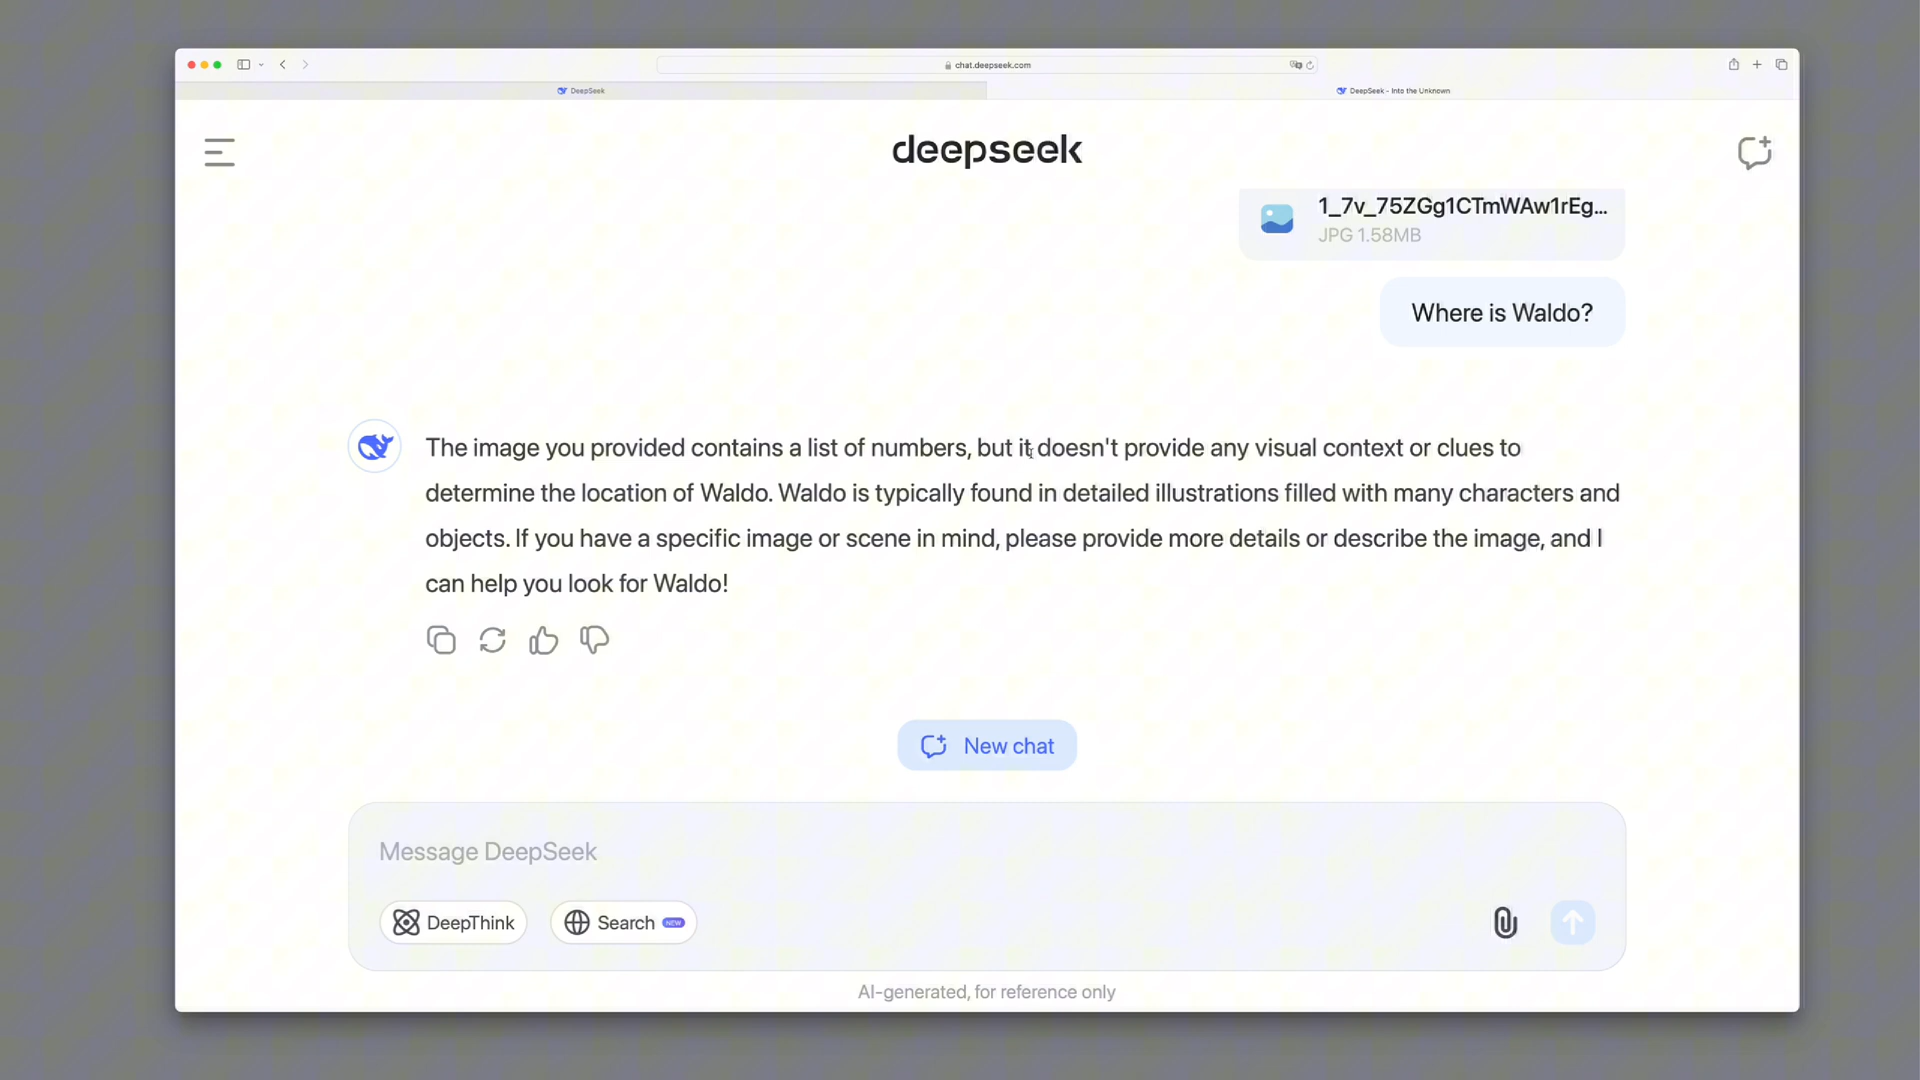 chat.deepseek.com
DeepSeek
DeepSeek - Into the Unknown
deepseek
1_7v_75ZGg1CTmWAw1rEg...
JPG 1.58MB
Where is Waldo?
The image you provided contains a list of numbers, but it doesn't provide any visual context or clues to
determine the location of Waldo. Waldo is typically found in detailed illustrations filled with many characters and
objects. If you have a specific image or scene in mind, please provide more details or describe the image, and I
can help you look for Waldo!
New chat
Message DeepSeek
DeepThink
Search NEW
AI-generated, for reference only